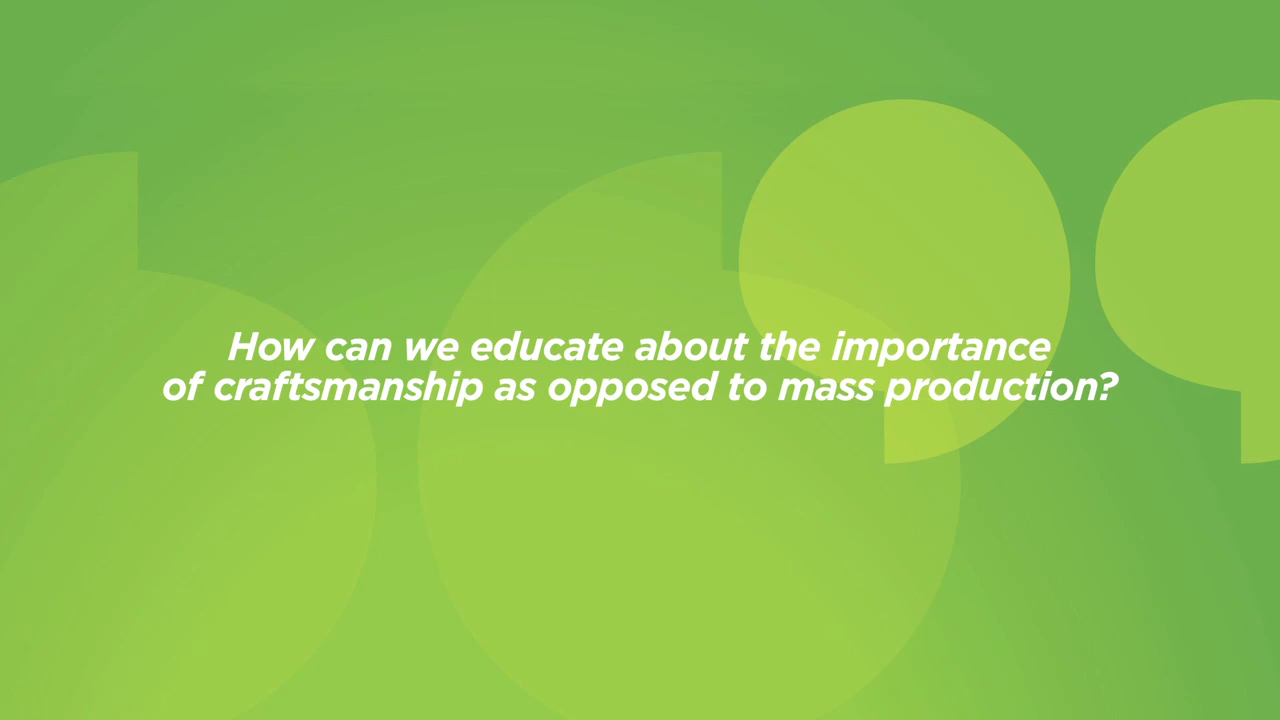 How can we educate about the importance
of craftsmanship as opposed to mass production?